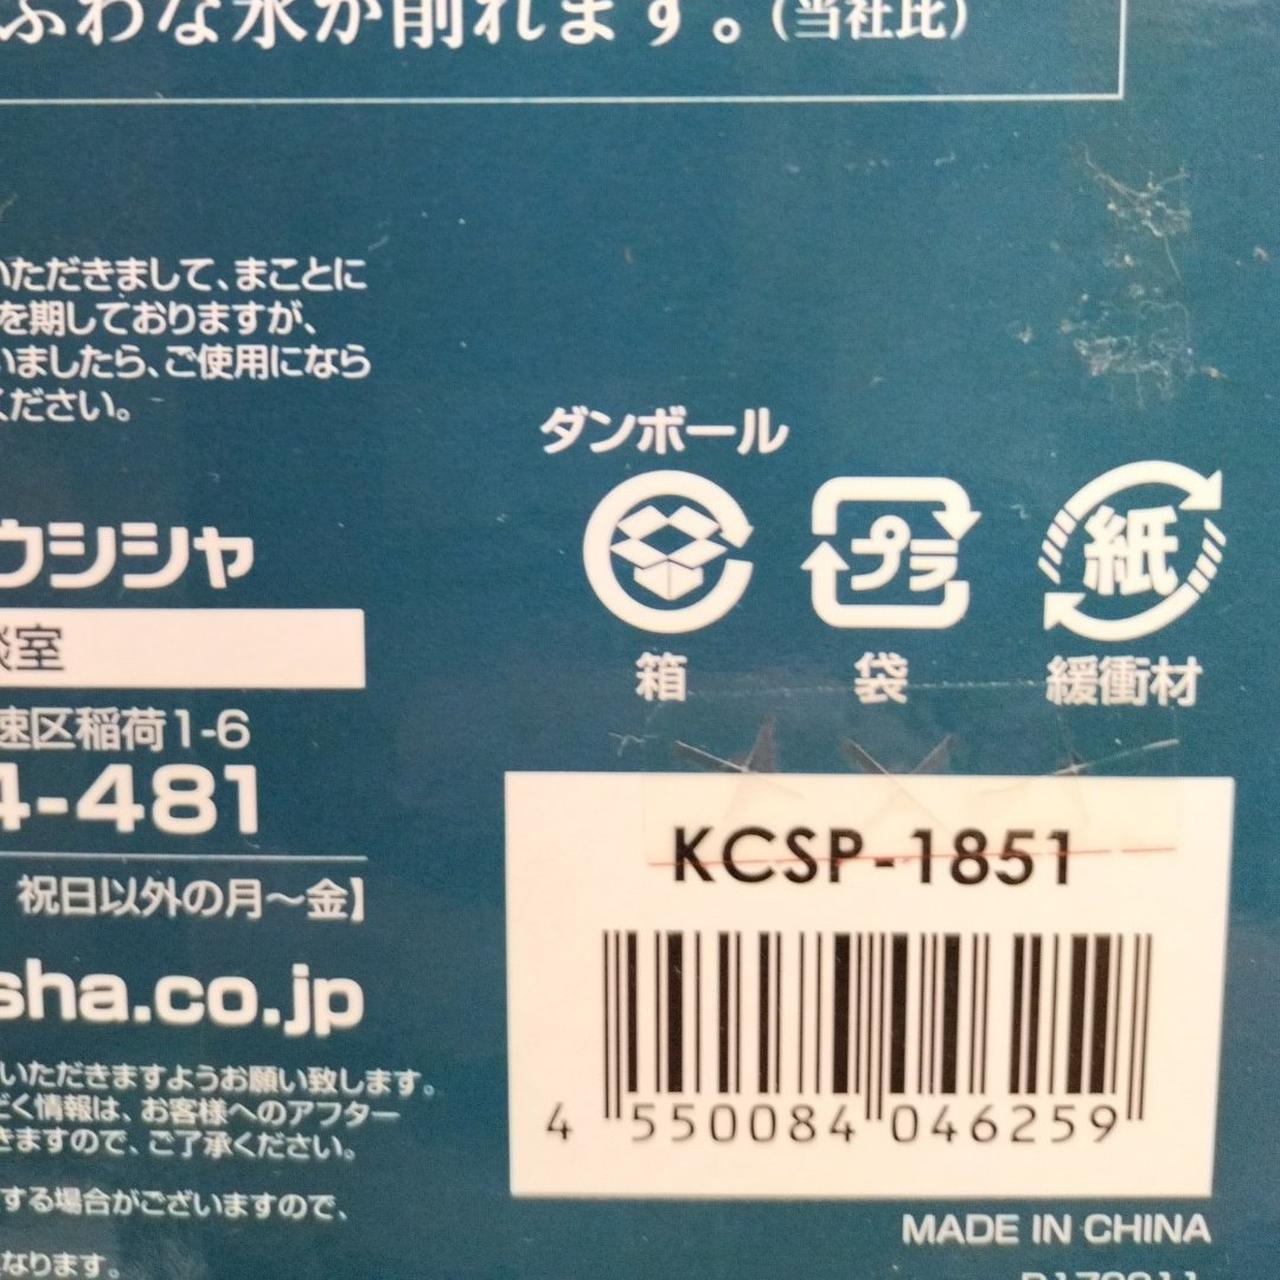 ふわな氷が削れます。(当社比)
いただきまして、まことに
を期しておりますが、
いましたら、ご使用になら
ください。
ダンボール
プラ
紙
ウシシャ
箱
袋
緩衝材
談室
速区稲荷1-6
4-481
祝日以外の月～金】
sha.co.jp
KCSP-1851
4 550084 046259
いただきますようお願い致します。
だく情報は、お客様へのアフター
きますので、ご了承ください。
する場合がございますので、
なります。
MADE IN CHINA